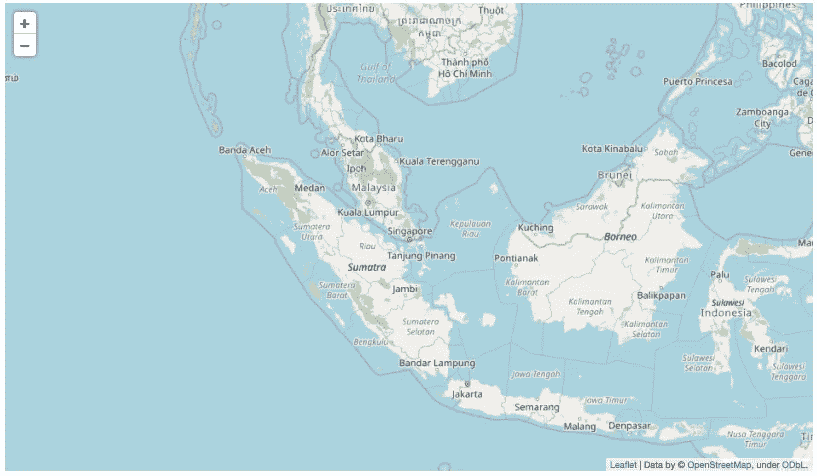 +
−
ประเทศไทย
Thuột
Philippines
Gulf of
Thailand
Thành phố
Hồ Chí Minh
Bacolod
Puerto Princesa
Zamboanga
City
Kota Bharu
Banda Aceh
Alor Setar
Kuala Terengganu
Kota Kinabalu
Sabah
Ipoh
Aceh
Medan
Malaysia
Brunei
Kuala Lumpur
Sarawak
Kalimantan
Utara
Sumatera
Utara
Kepulauan
Riau
Kuching
Singapore
Borneo
Riau
Tanjung Pinang
Pontianak
Sumatra
Kalimantan
Timur
Palu
Sulawesi
Tengah
Sumatera
Barat
Jambi
Kalimantan
Barat
Balikpapan
Kalimantan
Tengah
Sulawesi
Indonesia
Sumatera
Selatan
Kalimantan
Selatan
Bengkulu
Kendari
Bandar Lampung
Sulawesi
Selatan
Sulawesi
Tenggara
Jawa Tengah
Jakarta
Jawa Timur
Semarang
Malang
Denpasar
Nusa Tenggara
Timur
Leaflet | Data by © OpenStreetMap, under ODbL.